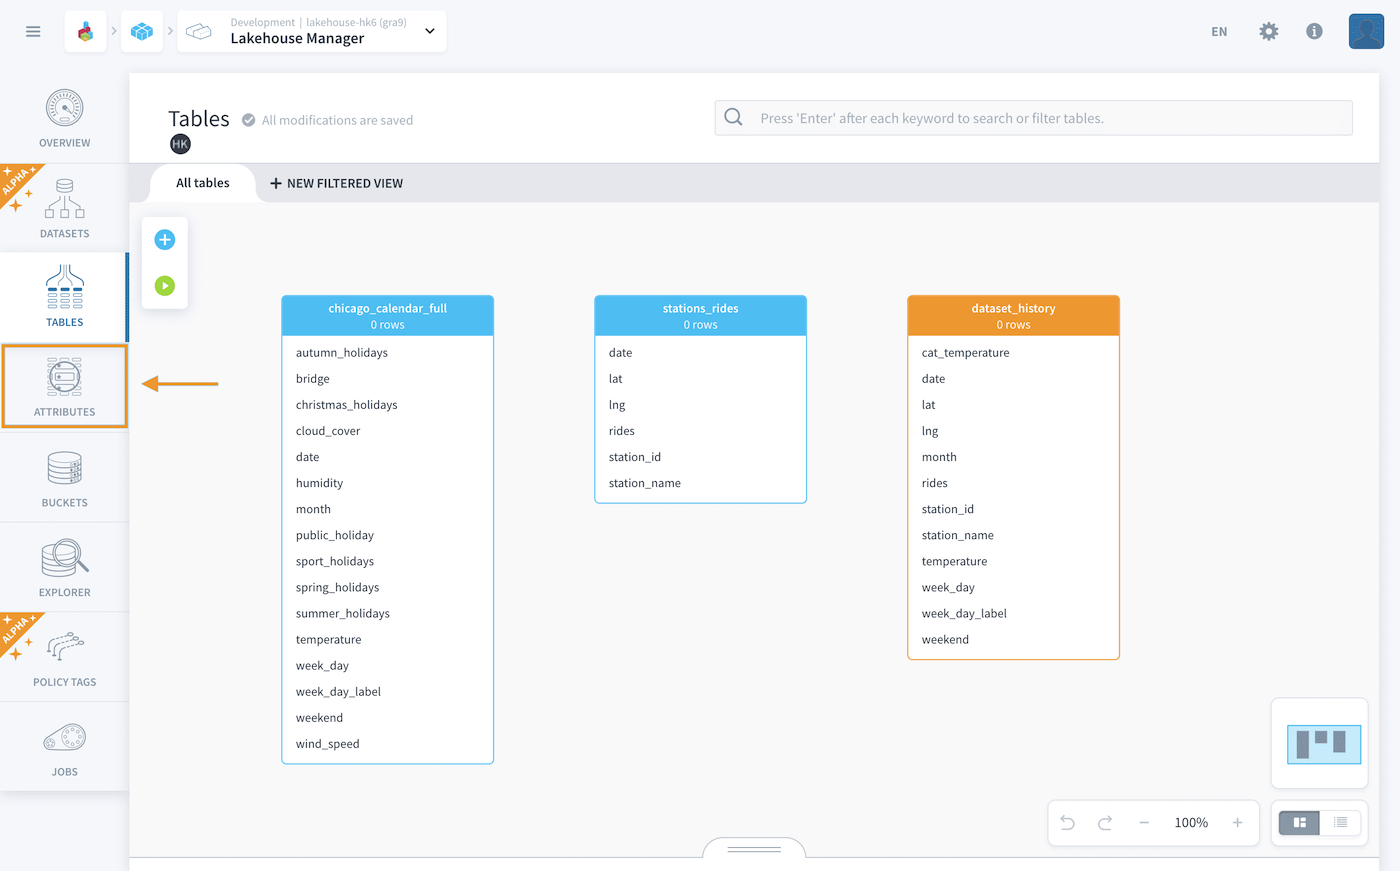 Development | lakehouse-hk6 (gra9)
Lakehouse Manager
EN
OVERVIEW
ALPHA
DATASETS
TABLES
ATTRIBUTES
BUCKETS
EXPLORER
ALPHA
POLICY TAGS
JOBS
Tables
All modifications are saved
HK
Press 'Enter' after each keyword to search or filter tables.
All tables
NEW FILTERED VIEW
chicago_calendar_full
0 rows
autumn_holidays
bridge
christmas_holidays
cloud_cover
date
humidity
month
public_holiday
sport_holidays
spring_holidays
summer_holidays
temperature
week_day
week_day_label
weekend
wind_speed
stations_rides
0 rows
date
lat
lng
rides
station_id
station_name
dataset_history
0 rows
cat_temperature
date
lat
lng
month
rides
station_id
station_name
temperature
week_day
week_day_label
weekend
100%